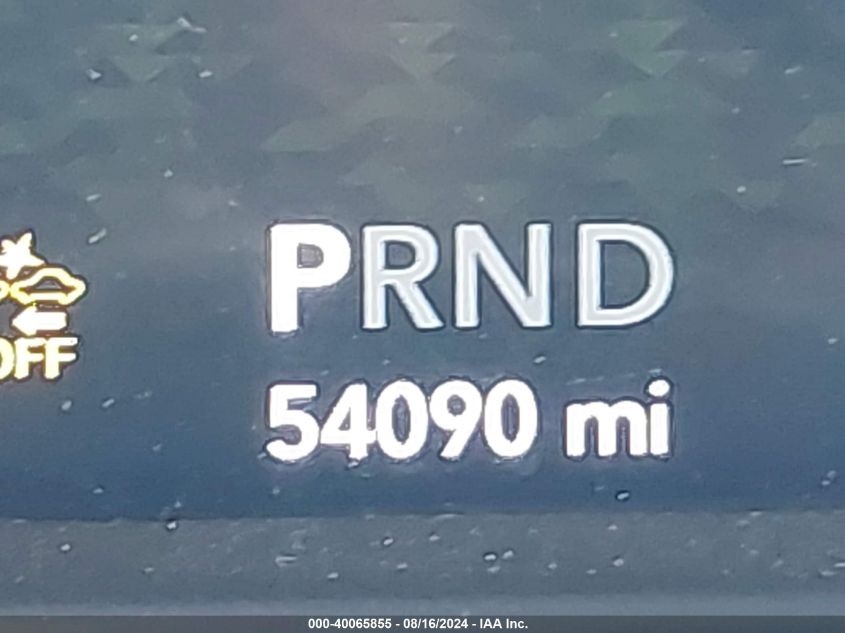 PRND
OFF
54090 mi
000-40065855 - 08/16/2024 - IAA Inc.